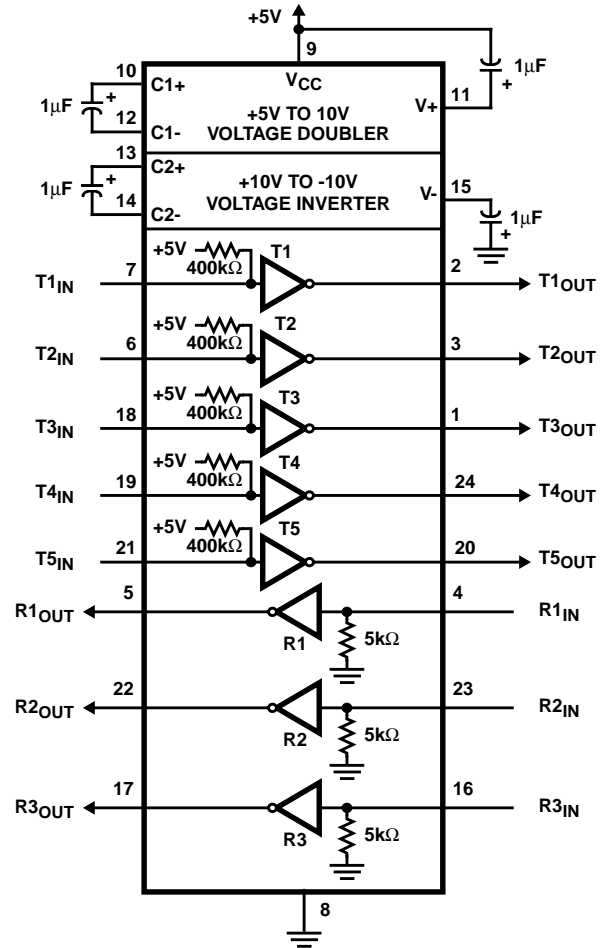 +5V
9
10
1µF
+
12
C1+
C1-
VCC
+5V TO 10V
VOLTAGE DOUBLER
V+
11
1µF
+
13
1µF
+
14
C2+
C2-
+10V TO -10V
VOLTAGE INVERTER
V-
15
1µF
+
T1IN
7
+5V
400kΩ
T1
2
T1OUT
T2IN
6
+5V
400kΩ
T2
3
T2OUT
T3IN
18
+5V
400kΩ
T3
1
T3OUT
T4IN
19
+5V
400kΩ
T4
24
T4OUT
T5IN
21
+5V
400kΩ
T5
20
T5OUT
R1OUT
5
R1
5kΩ
4
R1IN
R2OUT
22
R2
5kΩ
23
R2IN
R3OUT
17
R3
5kΩ
16
R3IN
8